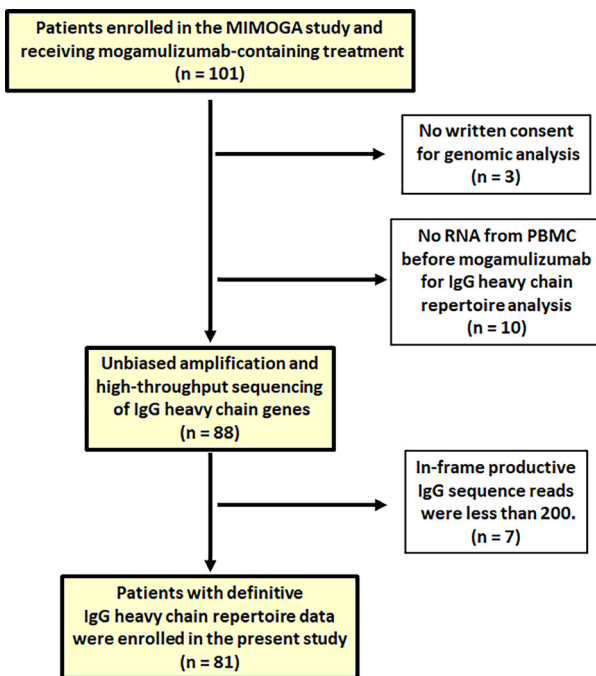 Patients enrolled in the MIMOGA study and
receiving mogamulizumab-containing treatment
(n = 101)
No written consent
for genomic analysis
(n = 3)
No RNA from PBMC
before mogamulizumab
for IgG heavy chain
repertoire analysis
(n = 10)
Unbiased amplification and
high-throughput sequencing
of IgG heavy chain genes
(n = 88)
In-frame productive
IgG sequence reads
were less than 200.
(n = 7)
Patients with definitive
IgG heavy chain repertoire data
were enrolled in the present study
(n = 81)